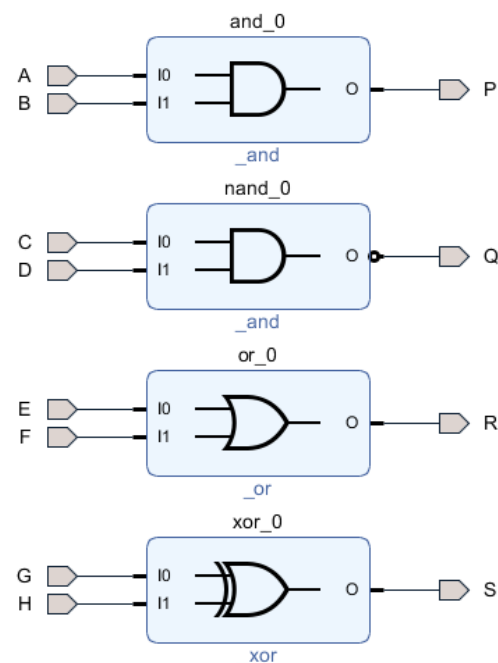 and_0
A I0 O P
B I1
_and
nand_0
C I0 O Q
D I1
_and
or_0
E I0 O R
F I1
_or
xor_0
G I0 O S
H I1
xor